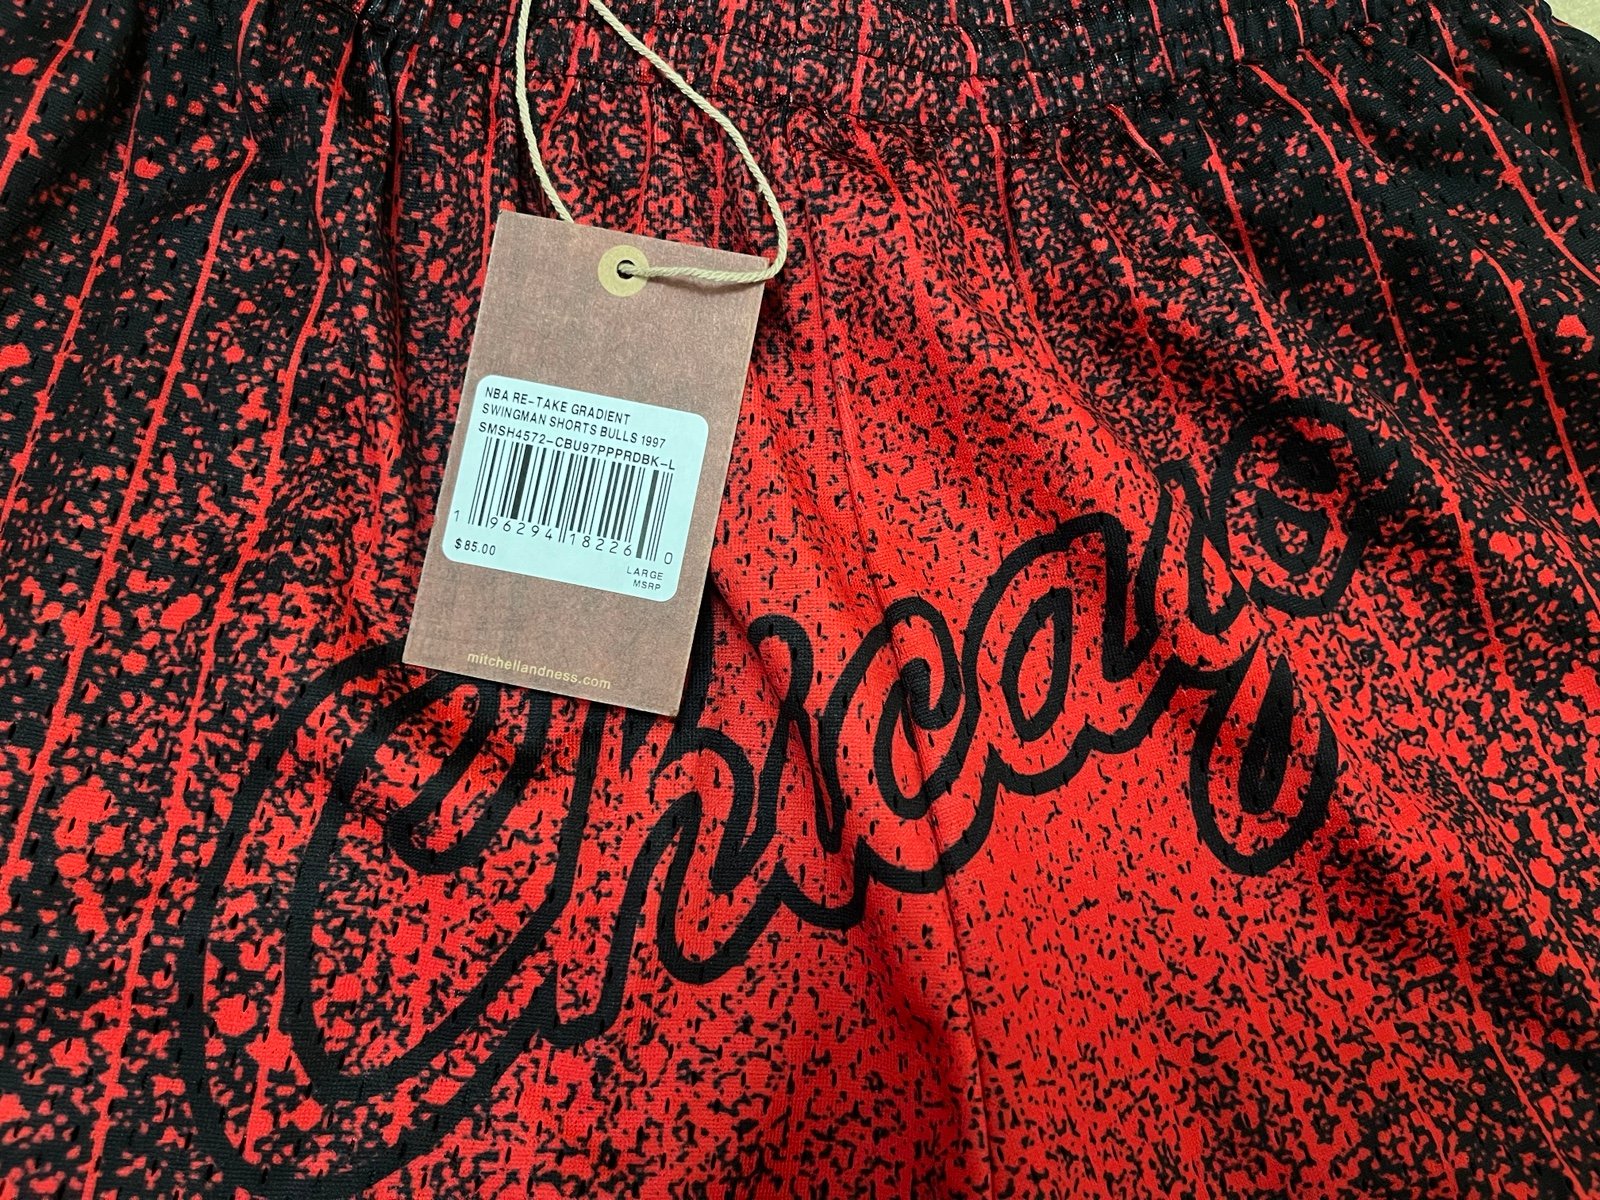 NBA RE-TAKE GRADIENT
SWINGMAN SHORTS BULLS 1997
SMSH4572-CBU97PPPRDBK-L
1 96294 18226 0
$85.00
LARGE
MSRP
mitchellandness.com
Chicago